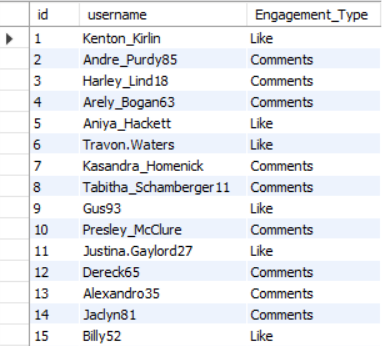 id username Engagement_Type
1 Kenton_Kirlin Like
2 Andre_Purdy85 Comments
3 Harley_Lind18 Comments
4 Arely_Bogan63 Comments
5 Aniya_Hackett Like
6 Travon.Waters Like
7 Kasandra_Homenick Comments
8 Tabitha_Schamberger11 Comments
9 Gus93 Like
10 Presley_McClure Comments
11 Justina.Gaylord27 Like
12 Dereck65 Comments
13 Alexandro35 Comments
14 Jaclyn81 Comments
15 Billy52 Like